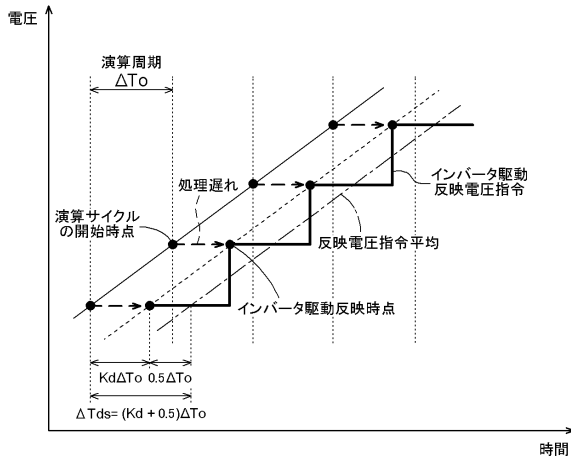 電圧
演算周期
ΔTo
処理遅れ
演算サイクル
の開始時点
インバータ駆動
反映電圧指令
反映電圧指令平均
インバータ駆動反映時点
KdΔTo 0.5ΔTo
ΔTds=(Kd+0.5)ΔTo
時間